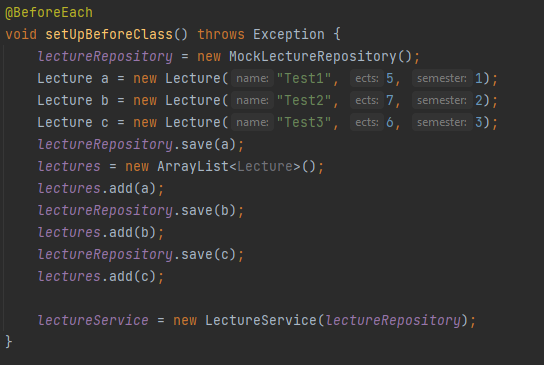 @BeforeEach
void setUpBeforeClass() throws Exception {
    lectureRepository = new MockLectureRepository();
    Lecture a = new Lecture( name: "Test1", ects: 5, semester: 1);
    Lecture b = new Lecture( name: "Test2", ects: 7, semester: 2);
    Lecture c = new Lecture( name: "Test3", ects: 6, semester: 3);
    lectureRepository.save(a);
    lectures = new ArrayList<Lecture>();
    lectures.add(a);
    lectureRepository.save(b);
    lectures.add(b);
    lectureRepository.save(c);
    lectures.add(c);

    lectureService = new LectureService(lectureRepository);
}